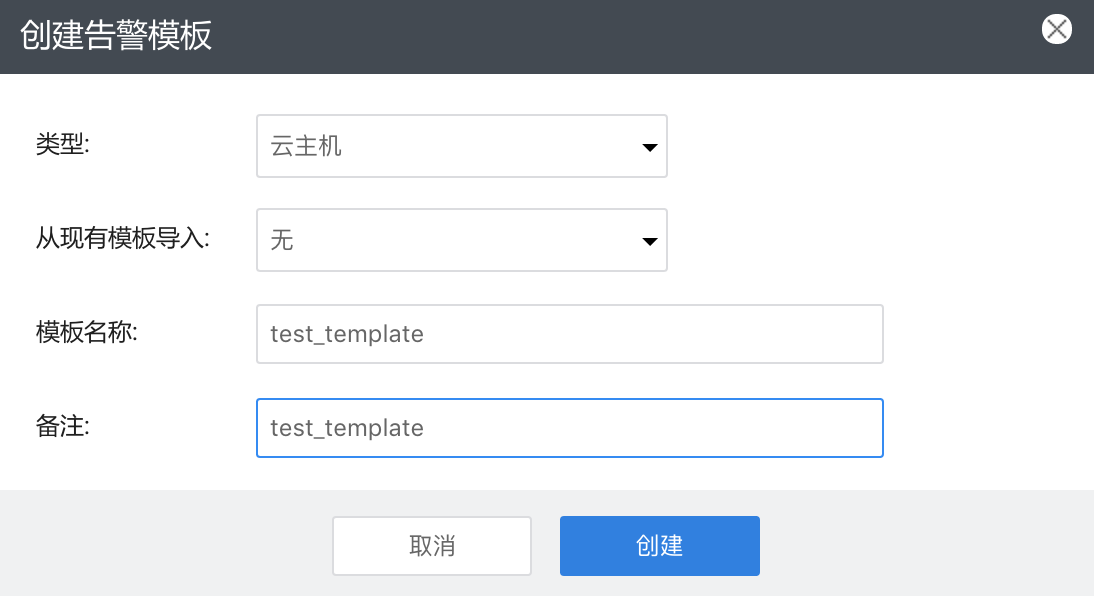 创建告警模板
类型: 云主机
从现有模板导入: 无
模板名称: test_template
备注: test_template
取消 创建